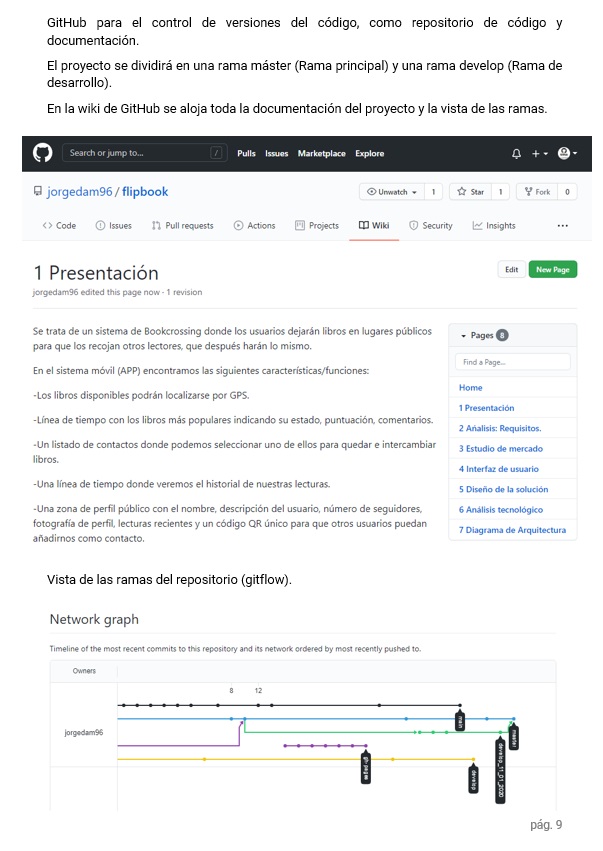 GitHub para el control de versiones del código, como repositorio de código y
documentación.
El proyecto se dividirá en una rama máster (Rama principal) y una rama develop (Rama de
desarrollo).
En la wiki de GitHub se aloja toda la documentación del proyecto y la vista de las ramas.
Search or jump to...
/
Pulls Issues Marketplace Explore
jorgedam96 / flipbook
Unwatch 1 Star 1 Fork 0
Code Issues Pull requests Actions Projects Wiki Security Insights ...
1 Presentación
Edit New Page
jorgedam96 edited this page now · 1 revision
Se trata de un sistema de Bookcrossing donde los usuarios dejarán libros en lugares públicos
para que los recojan otros lectores, que después harán lo mismo.
En el sistema móvil (APP) encontramos las siguientes características/funciones:
-Los libros disponibles podrán localizarse por GPS.
-Línea de tiempo con los libros más populares indicando su estado, puntuación, comentarios.
-Un listado de contactos donde podemos seleccionar uno de ellos para quedar e intercambiar
libros.
-Una línea de tiempo donde veremos el historial de nuestras lecturas.
-Una zona de perfil público con el nombre, descripción del usuario, número de seguidores,
fotografía de perfil, lecturas recientes y un código QR único para que otros usuarios puedan
añadirnos como contacto.
Pages 8
Find a Page...
Home
1 Presentación
2 Análisis: Requisitos.
3 Estudio de mercado
4 Interfaz de usuario
5 Diseño de la solución
6 Análisis tecnológico
7 Diagrama de Arquitectura
Vista de las ramas del repositorio (gitflow).
Network graph
Timeline of the most recent commits to this repository and its network ordered by most recently pushed to.
Owners
8 12
jorgedam96
main
master
develop_11_01_2020
gh-pages
develop
pág. 9